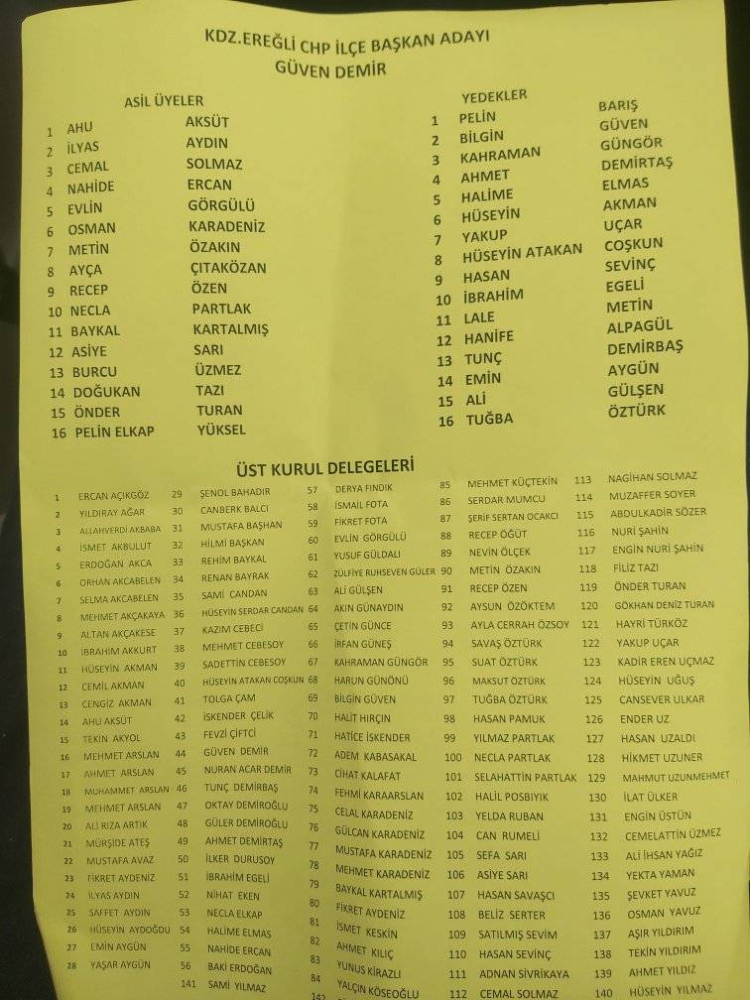 KDZ.EREĞLİ CHP İLÇE BAŞKAN ADAYI
GÜVEN DEMİR
ASİL ÜYELER
1 AHU AKSÜT
2 İLYAS AYDIN
3 CEMAL SOLMAZ
4 NAHİDE ERCAN
5 EVLİN GÖRGÜLÜ
6 OSMAN KARADENİZ
7 METİN ÖZAKIN
8 AYÇA ÇITAKÖZAN
9 RECEP ÖZEN
10 NECLA PARTLAK
11 BAYKAL KARTALMIŞ
12 ASİYE SARI
13 BURCU ÜZMEZ
14 DOĞUKAN TAZI
15 ÖNDER TURAN
16 PELİN ELKAP YÜKSEL
YEDEKLER
1 PELİN BARIŞ
2 BİLGİN GÜVEN
3 KAHRAMAN GÜNGÖR
4 AHMET DEMİRTAŞ
5 HALİME ELMAS
6 HÜSEYİN AKMAN
7 YAKUP UÇAR
8 HÜSEYİN ATAKAN COŞKUN
9 HASAN SEVİNÇ
10 İBRAHİM EGELİ
11 LALE METİN
12 HANİFE ALPAGÜL
13 TUNÇ DEMİRBAŞ
14 EMİN AYGÜN
15 ALİ GÜLŞEN
16 TUĞBA ÖZTÜRK
ÜST KURUL DELEGELERİ
1 ERCAN AÇIKGÖZ
2 YILDIRAY AĞAR
3 ALLAHVERDİ AKBABA
4 İSMET AKBULUT
5 ERDOĞAN AKCA
6 ORHAN AKCABELEN
7 SELMA AKCABELEN
8 MEHMET AKÇAKAYA
9 ALTAN AKÇAKESE
10 İBRAHİM AKKURT
11 HÜSEYİN AKMAN
12 CEMİL AKMAN
13 CENGİZ AKMAN
14 AHU AKSÜT
15 TEKİN AKYOL
16 MEHMET ARSLAN
17 AHMET ARSLAN
18 MUHAMMET ARSLAN
19 MEHMET ARSLAN
20 ALİ RIZA ARTIK
21 MÜRŞİDE ATEŞ
22 MUSTAFA AVAZ
23 FİKRET AYDENİZ
24 İLYAS AYDIN
25 SAFFET AYDIN
26 HÜSEYİN AYDOĞDU
27 EMİN AYGÜN
28 YAŞAR AYGÜN
29 ŞENOL BAHADIR
30 CANBERK BALCI
31 MUSTAFA BAŞHAN
32 HİLMİ BAŞKAN
33 REHİM BAYKAL
34 RENAN BAYRAK
35 SAMİ CANDAN
36 HÜSEYİN SERDAR CANDAN
37 KAZIM CEBECİ
38 MEHMET CEBESOY
39 SADETTİN CEBESOY
40 HÜSEYİN ATAKAN COŞKUN
41 TOLGA ÇAM
42 İSKENDER ÇELİK
43 FEVZİ ÇİFTCİ
44 GÜVEN DEMİR
45 NURAN ACAR DEMİR
46 TUNÇ DEMİRBAŞ
47 OKTAY DEMİROĞLU
48 GÜLER DEMİROĞLU
49 AHMET DEMİRTAŞ
50 İLKER DURUSOY
51 İBRAHİM EGELİ
52 NİHAT EKEN
53 NECLA ELKAP
54 HALİME ELMAS
55 NAHİDE ERCAN
56 BAKİ ERDOĞAN
141 SAMİ YILMAZ
57 DERYA FINDIK
58 İSMAİL FOTA
59 FİKRET FOTA
60 EVLİN GÖRGÜLÜ
61 YUSUF GÜLDALI
62 ZÜLFİYE RUHSEVEN GÜLER
63 ALİ GÜLŞEN
64 AKIN GÜNAYDIN
65 ÇETİN GÜNCE
66 İRFAN GÜNEŞ
67 KAHRAMAN GÜNGÖR
68 HARUN GÜNÖNÜ
69 BİLGİN GÜVEN
70 HALİT HIRÇIN
71 HATİCE İSKENDER
72 ADEM KABASAKAL
73 CİHAT KALAFAT
74 FEHMİ KARAARSLAN
75 CELAL KARADENİZ
76 GÜLCAN KARADENİZ
77 MUSTAFA KARADENİZ
78 MEHMET KARADENİZ
79 BAYKAL KARTALMIŞ
80 FİKRET AYDENİZ
81 İSMET KESKİN
82 AHMET KILIÇ
83 YUNUS KİRAZLI
84 YALÇIN KÖSEOĞLU
142
85 MEHMET KÜÇTEKİN
86 SERDAR MUMCU
87 ŞERİF SERTAN OCAKCI
88 RECEP ÖĞÜT
89 NEVİN ÖLÇEK
90 METİN ÖZAKIN
91 RECEP ÖZEN
92 AYSUN ÖZÖKTEM
93 AYLA CERRAH ÖZSOY
94 SAVAŞ ÖZTÜRK
95 SUAT ÖZTÜRK
96 MAKSUT ÖZTÜRK
97 TUĞBA ÖZTÜRK
98 HASAN PAMUK
99 YILMAZ PARTLAK
100 NECLA PARTLAK
101 SELAHATTİN PARTLAK
102 HALİL POSBIYIK
103 YELDA RUBAN
104 CAN RUMELİ
105 SEFA SARI
106 ASİYE SARI
107 HASAN SAVAŞCI
108 BELİZ SERTER
109 SATILMIŞ SEVİM
110 HASAN SEVİNÇ
111 ADNAN SİVRİKAYA
112 CEMAL SOLMAZ
113 NAGİHAN SOLMAZ
114 MUZAFFER SOYER
115 ABDULKADİR SÖZER
116 NURİ ŞAHİN
117 ENGİN NURİ ŞAHİN
118 FİLİZ TAZI
119 ÖNDER TURAN
120 GÖKHAN DENİZ TURAN
121 HAYRİ TÜRKÖZ
122 YAKUP UÇAR
123 KADİR EREN UÇMAZ
124 HÜSEYİN UĞUŞ
125 CANSEVER ULKAR
126 ENDER UZ
127 HASAN UZALDI
128 HİKMET UZUNER
129 MAHMUT UZUNMEHMET
130 İLAT ÜLKER
131 ENGİN ÜSTÜN
132 CEMELATTİN ÜZMEZ
133 ALİ İHSAN YAĞIZ
134 YEKTA YAMAN
135 ŞEVKET YAVUZ
136 OSMAN YAVUZ
137 AŞIR YILDIRIM
138 TEKİN YILDIRIM
139 AHMET YILDIZ
140 HÜSEYİN YILMAZ